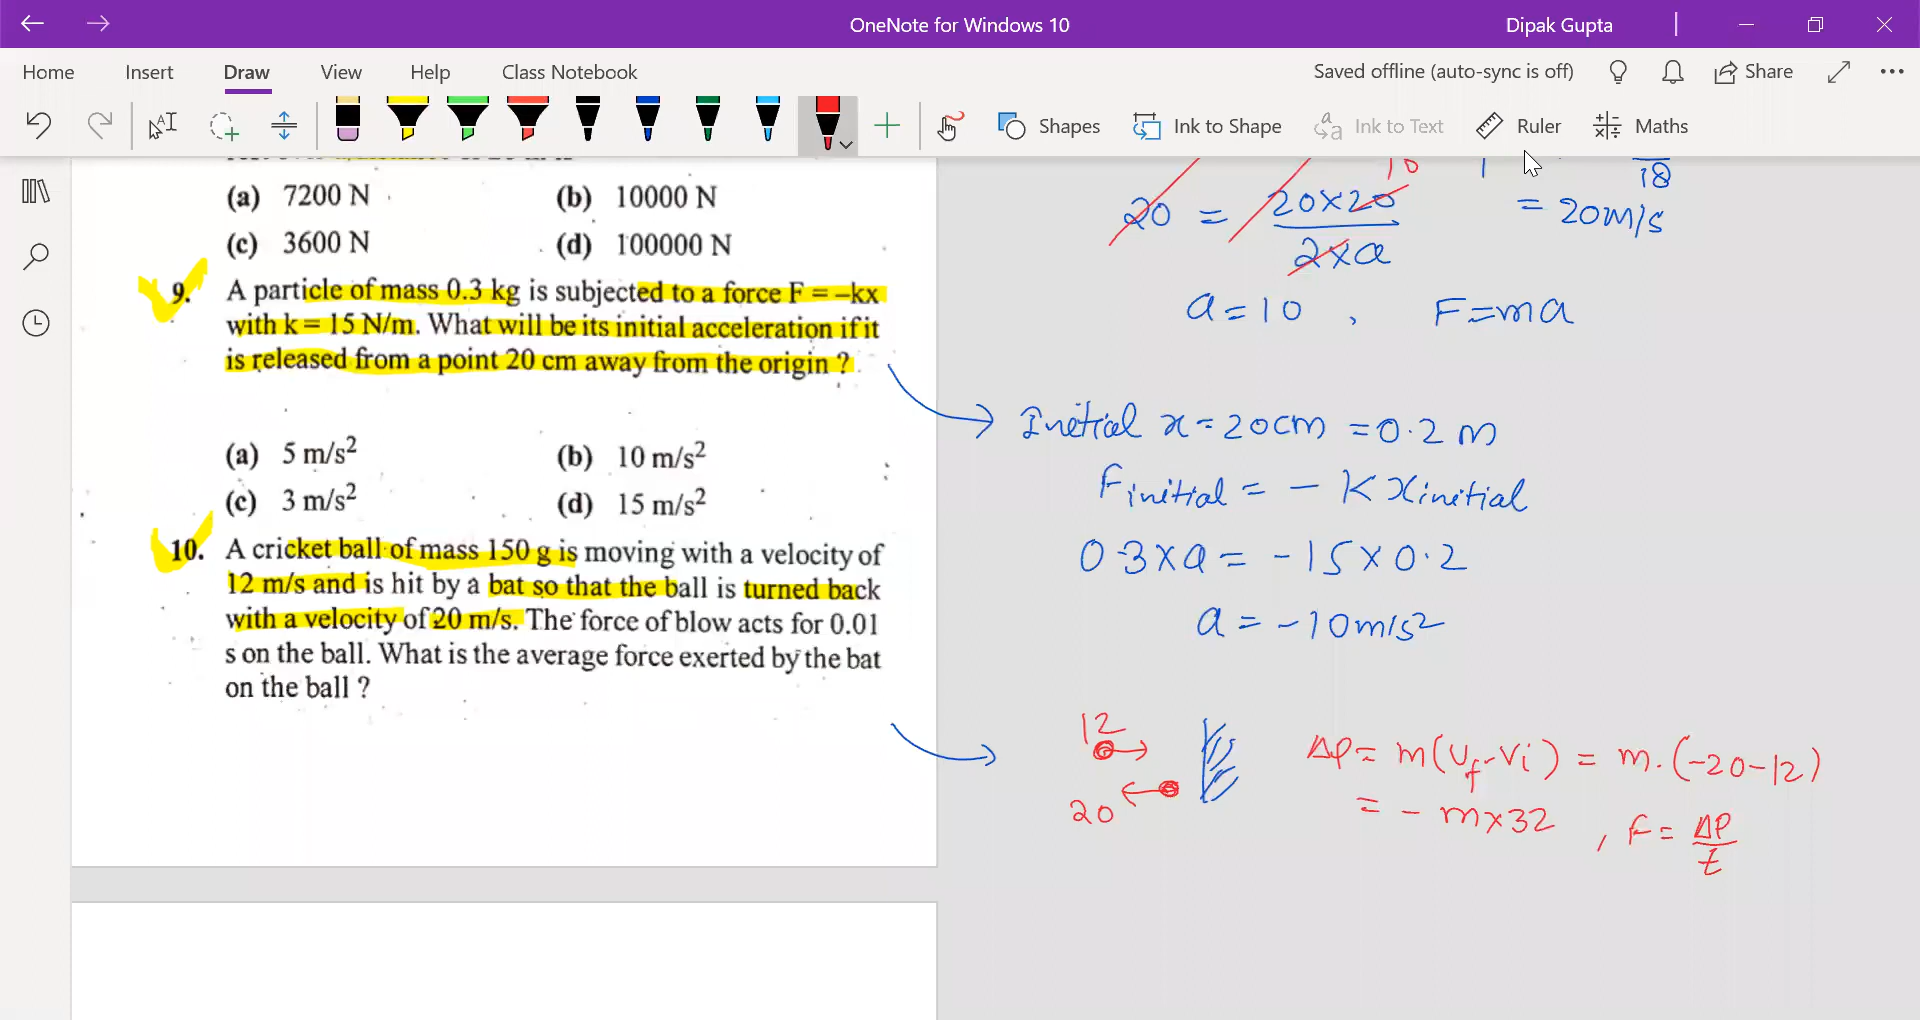 OneNote for Windows 10
Dipak Gupta
Home Insert Draw View Help Class Notebook
Saved offline (auto-sync is off) Share
Shapes Ink to Shape Ink to Text Ruler Maths
(a) 7200 N (b) 10000 N
(c) 3600 N (d) 100000 N
9. A particle of mass 0.3 kg is subjected to a force F = –kx
with k = 15 N/m. What will be its initial acceleration if it
is released from a point 20 cm away from the origin ?
(a) 5 m/s² (b) 10 m/s²
(c) 3 m/s² (d) 15 m/s²
10. A cricket ball of mass 150 g is moving with a velocity of
12 m/s and is hit by a bat so that the ball is turned back
with a velocity of 20 m/s. The force of blow acts for 0.01
s on the ball. What is the average force exerted by the bat
on the ball ?
10
18
20 = 20×20
2×a
= 20m/s
a = 10 , F=ma
Initial x = 20cm = 0.2 m
Finitial = - K xinitial
0.3×a = -15×0.2
a = -10m/s²
12
20
ΔP = m(Vf-Vi) = m.(-20-12)
= - m×32 , F = ΔP
t